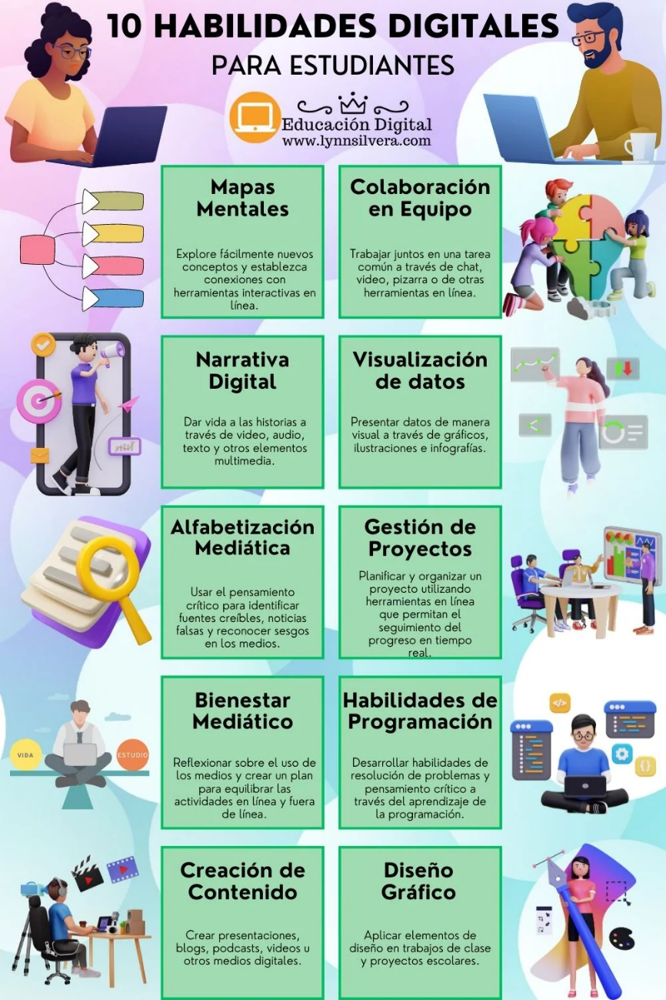 10 HABILIDADES DIGITALES
PARA ESTUDIANTES
Educación Digital
www.lynnsilvera.com
Mapas
Mentales
Explore fácilmente nuevos
conceptos y establezca
conexiones con
herramientas interactivas en
línea.
Colaboración
en Equipo
Trabajar juntos en una tarea
común a través de chat,
video, pizarra o de otras
herramientas en línea.
Narrativa
Digital
Dar vida a las historias a
través de video, audio,
texto y otros elementos
multimedia.
Visualización
de datos
Presentar datos de manera
visual a través de gráficos,
ilustraciones e infografías.
Alfabetización
Mediática
Usar el pensamiento
crítico para identificar
fuentes creíbles, noticias
falsas y reconocer sesgos
en los medios.
Gestión de
Proyectos
Planificar y organizar un
proyecto utilizando
herramientas en línea
que permitan el
seguimiento del
progreso en tiempo
real.
VIDA
ESTUDIO
Bienestar
Mediático
Reflexionar sobre el uso de
los medios y crear un plan
para equilibrar las
actividades en línea y fuera
de línea.
Habilidades de
Programación
Desarrollar habilidades de
resolución de problemas y
pensamiento crítico a
través del aprendizaje de
la programación.
Creación de
Contenido
Crear presentaciones,
blogs, podcasts, videos u
otros medios digitales.
Diseño
Gráfico
Aplicar elementos de
diseño en trabajos de clase
y proyectos escolares.